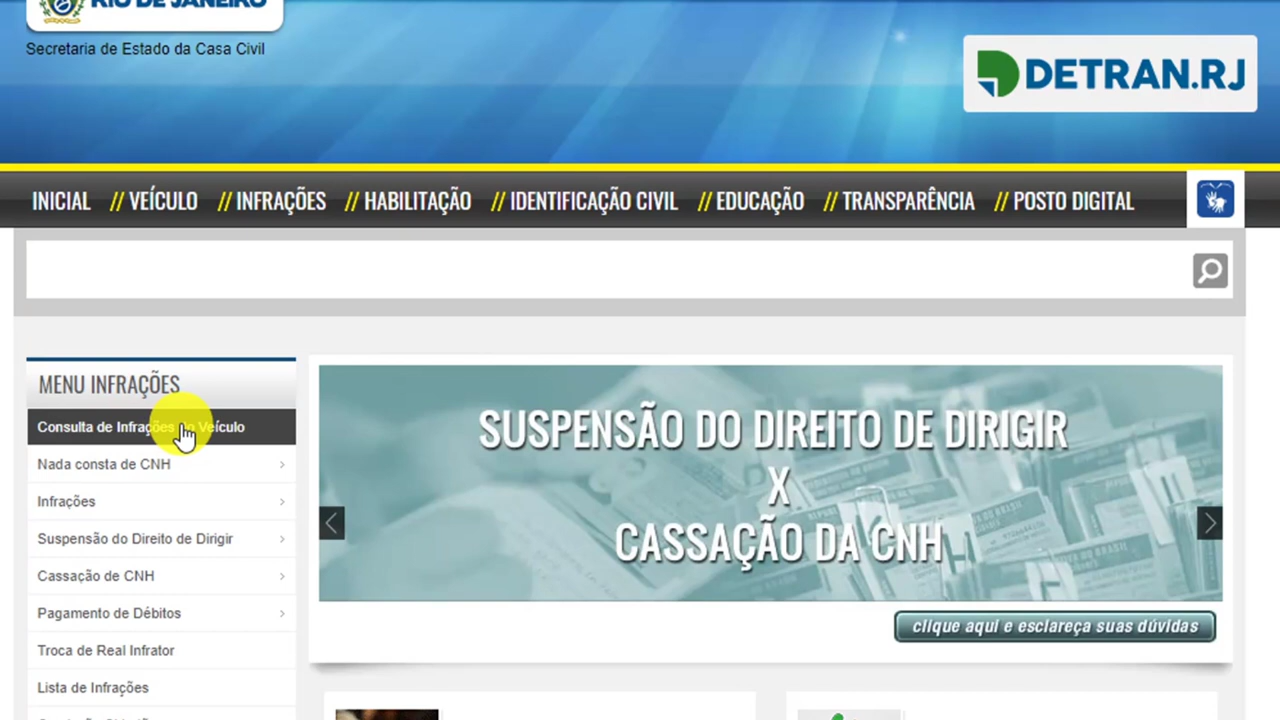 RIO DE JANEIRO
Secretaria de Estado da Casa Civil
DETRAN.RJ
INICIAL // VEÍCULO // INFRAÇÕES // HABILITAÇÃO // IDENTIFICAÇÃO CIVIL // EDUCAÇÃO // TRANSPARÊNCIA // POSTO DIGITAL
MENU INFRAÇÕES
Consulta de Infrações do Veículo
Nada consta de CNH
Infrações
Suspensão do Direito de Dirigir
Cassação de CNH
Pagamento de Débitos
Troca de Real Infrator
Lista de Infrações
SUSPENSÃO DO DIREITO DE DIRIGIR
X
CASSAÇÃO DA CNH
clique aqui e esclareça suas dúvidas